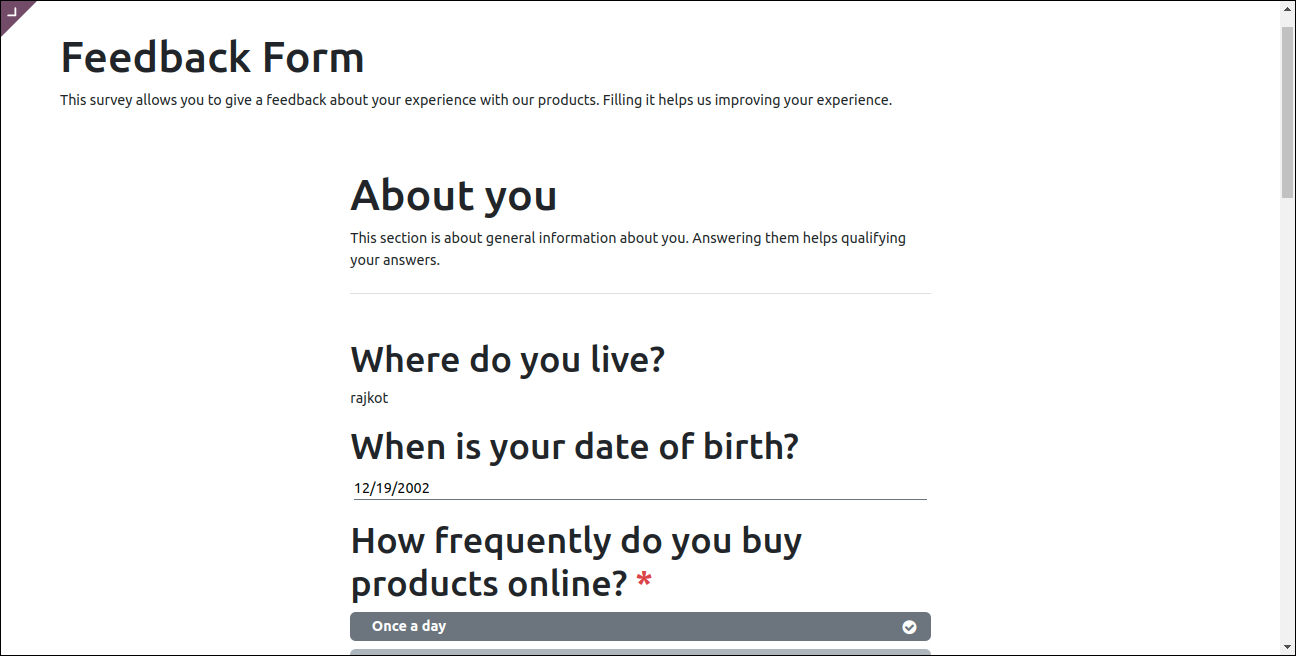 Feedback Form
This survey allows you to give a feedback about your experience with our products. Filling it helps us improving your experience.
About you
This section is about general information about you. Answering them helps qualifying
your answers.
Where do you live?
rajkot
When is your date of birth?
12/19/2002
How frequently do you buy
products online? *
Once a day